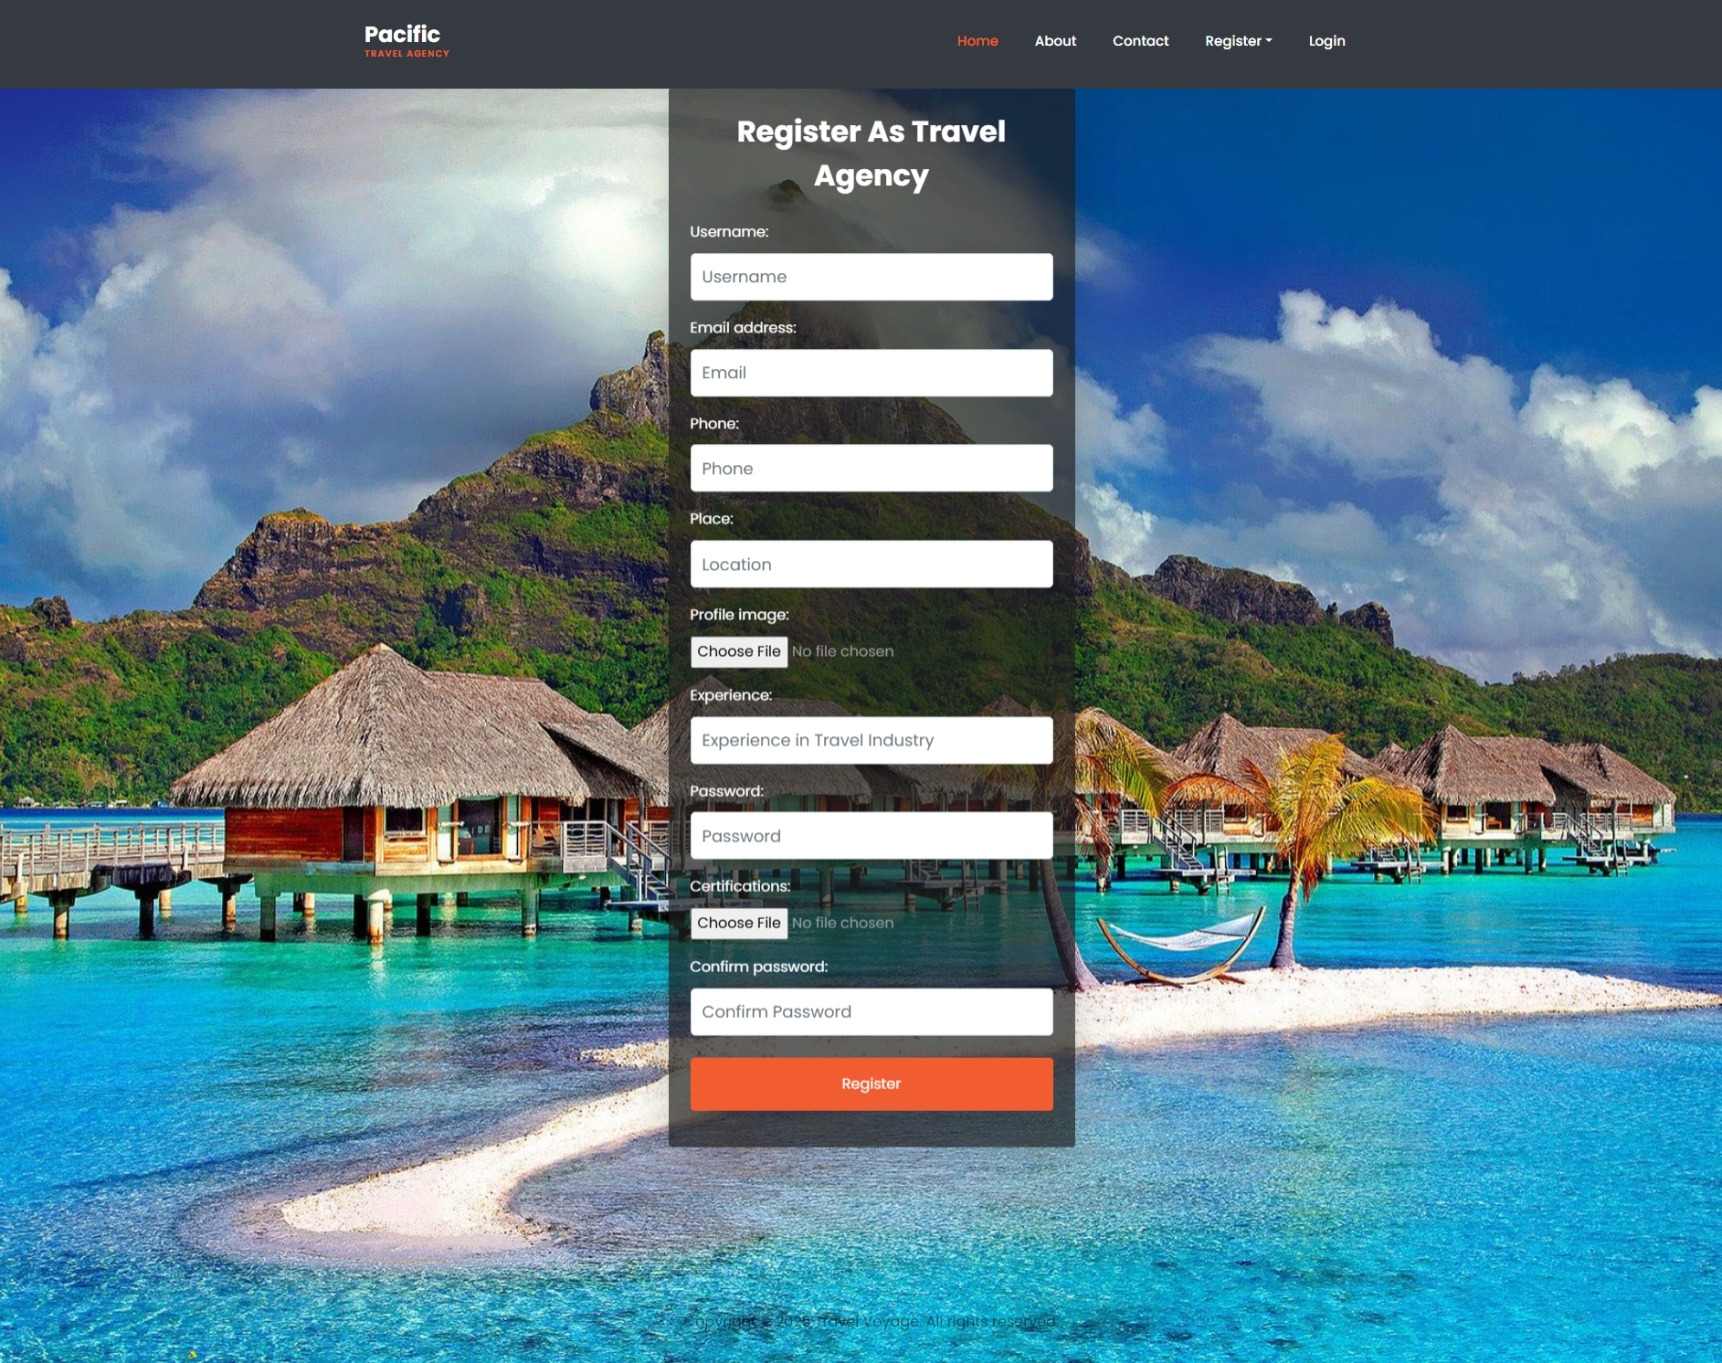 Pacific
TRAVEL AGENCY
Home About Contact Register Login
Register As Travel
Agency
Username:
Username
Email address:
Email
Phone:
Phone
Place:
Location
Profile image:
Choose File No file chosen
Experience:
Experience in Travel Industry
Password:
Password
Certifications:
Choose File No file chosen
Confirm password:
Confirm Password
Register
Copyright © 2025 Travel Voyage. All rights reserved.